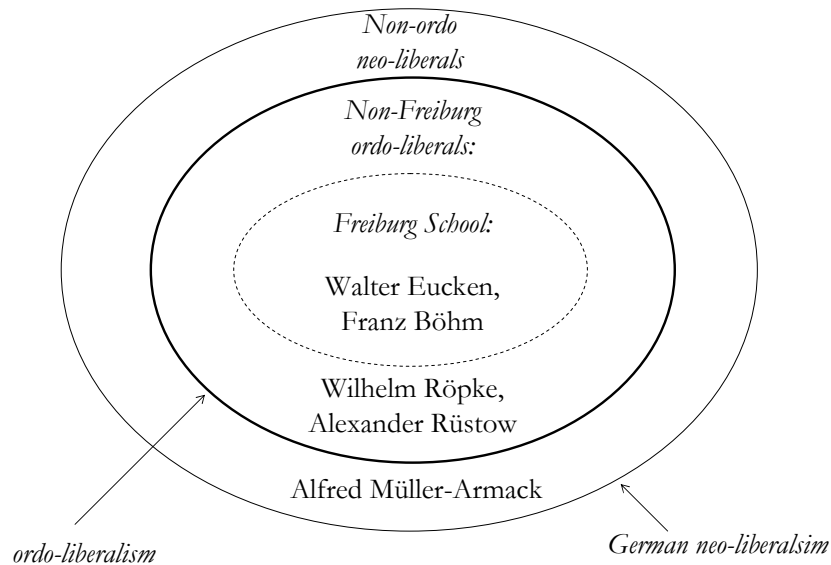 Non-ordo
neo-liberals
Non-Freiburg
ordo-liberals:
Freiburg School:
Walter Eucken,
Franz Böhm
Wilhelm Röpke,
Alexander Rüstow
Alfred Müller-Armack
ordo-liberalism
German neo-liberalsim